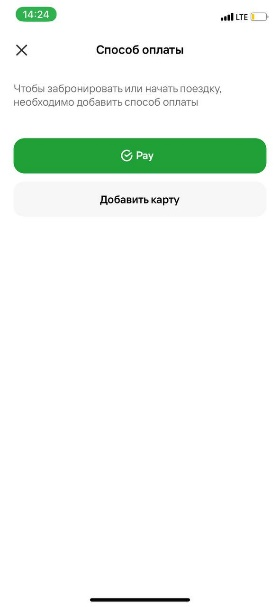 14:24 LTE
Способ оплаты
Чтобы забронировать или начать поездку,
необходимо добавить способ оплаты
Pay
Добавить карту